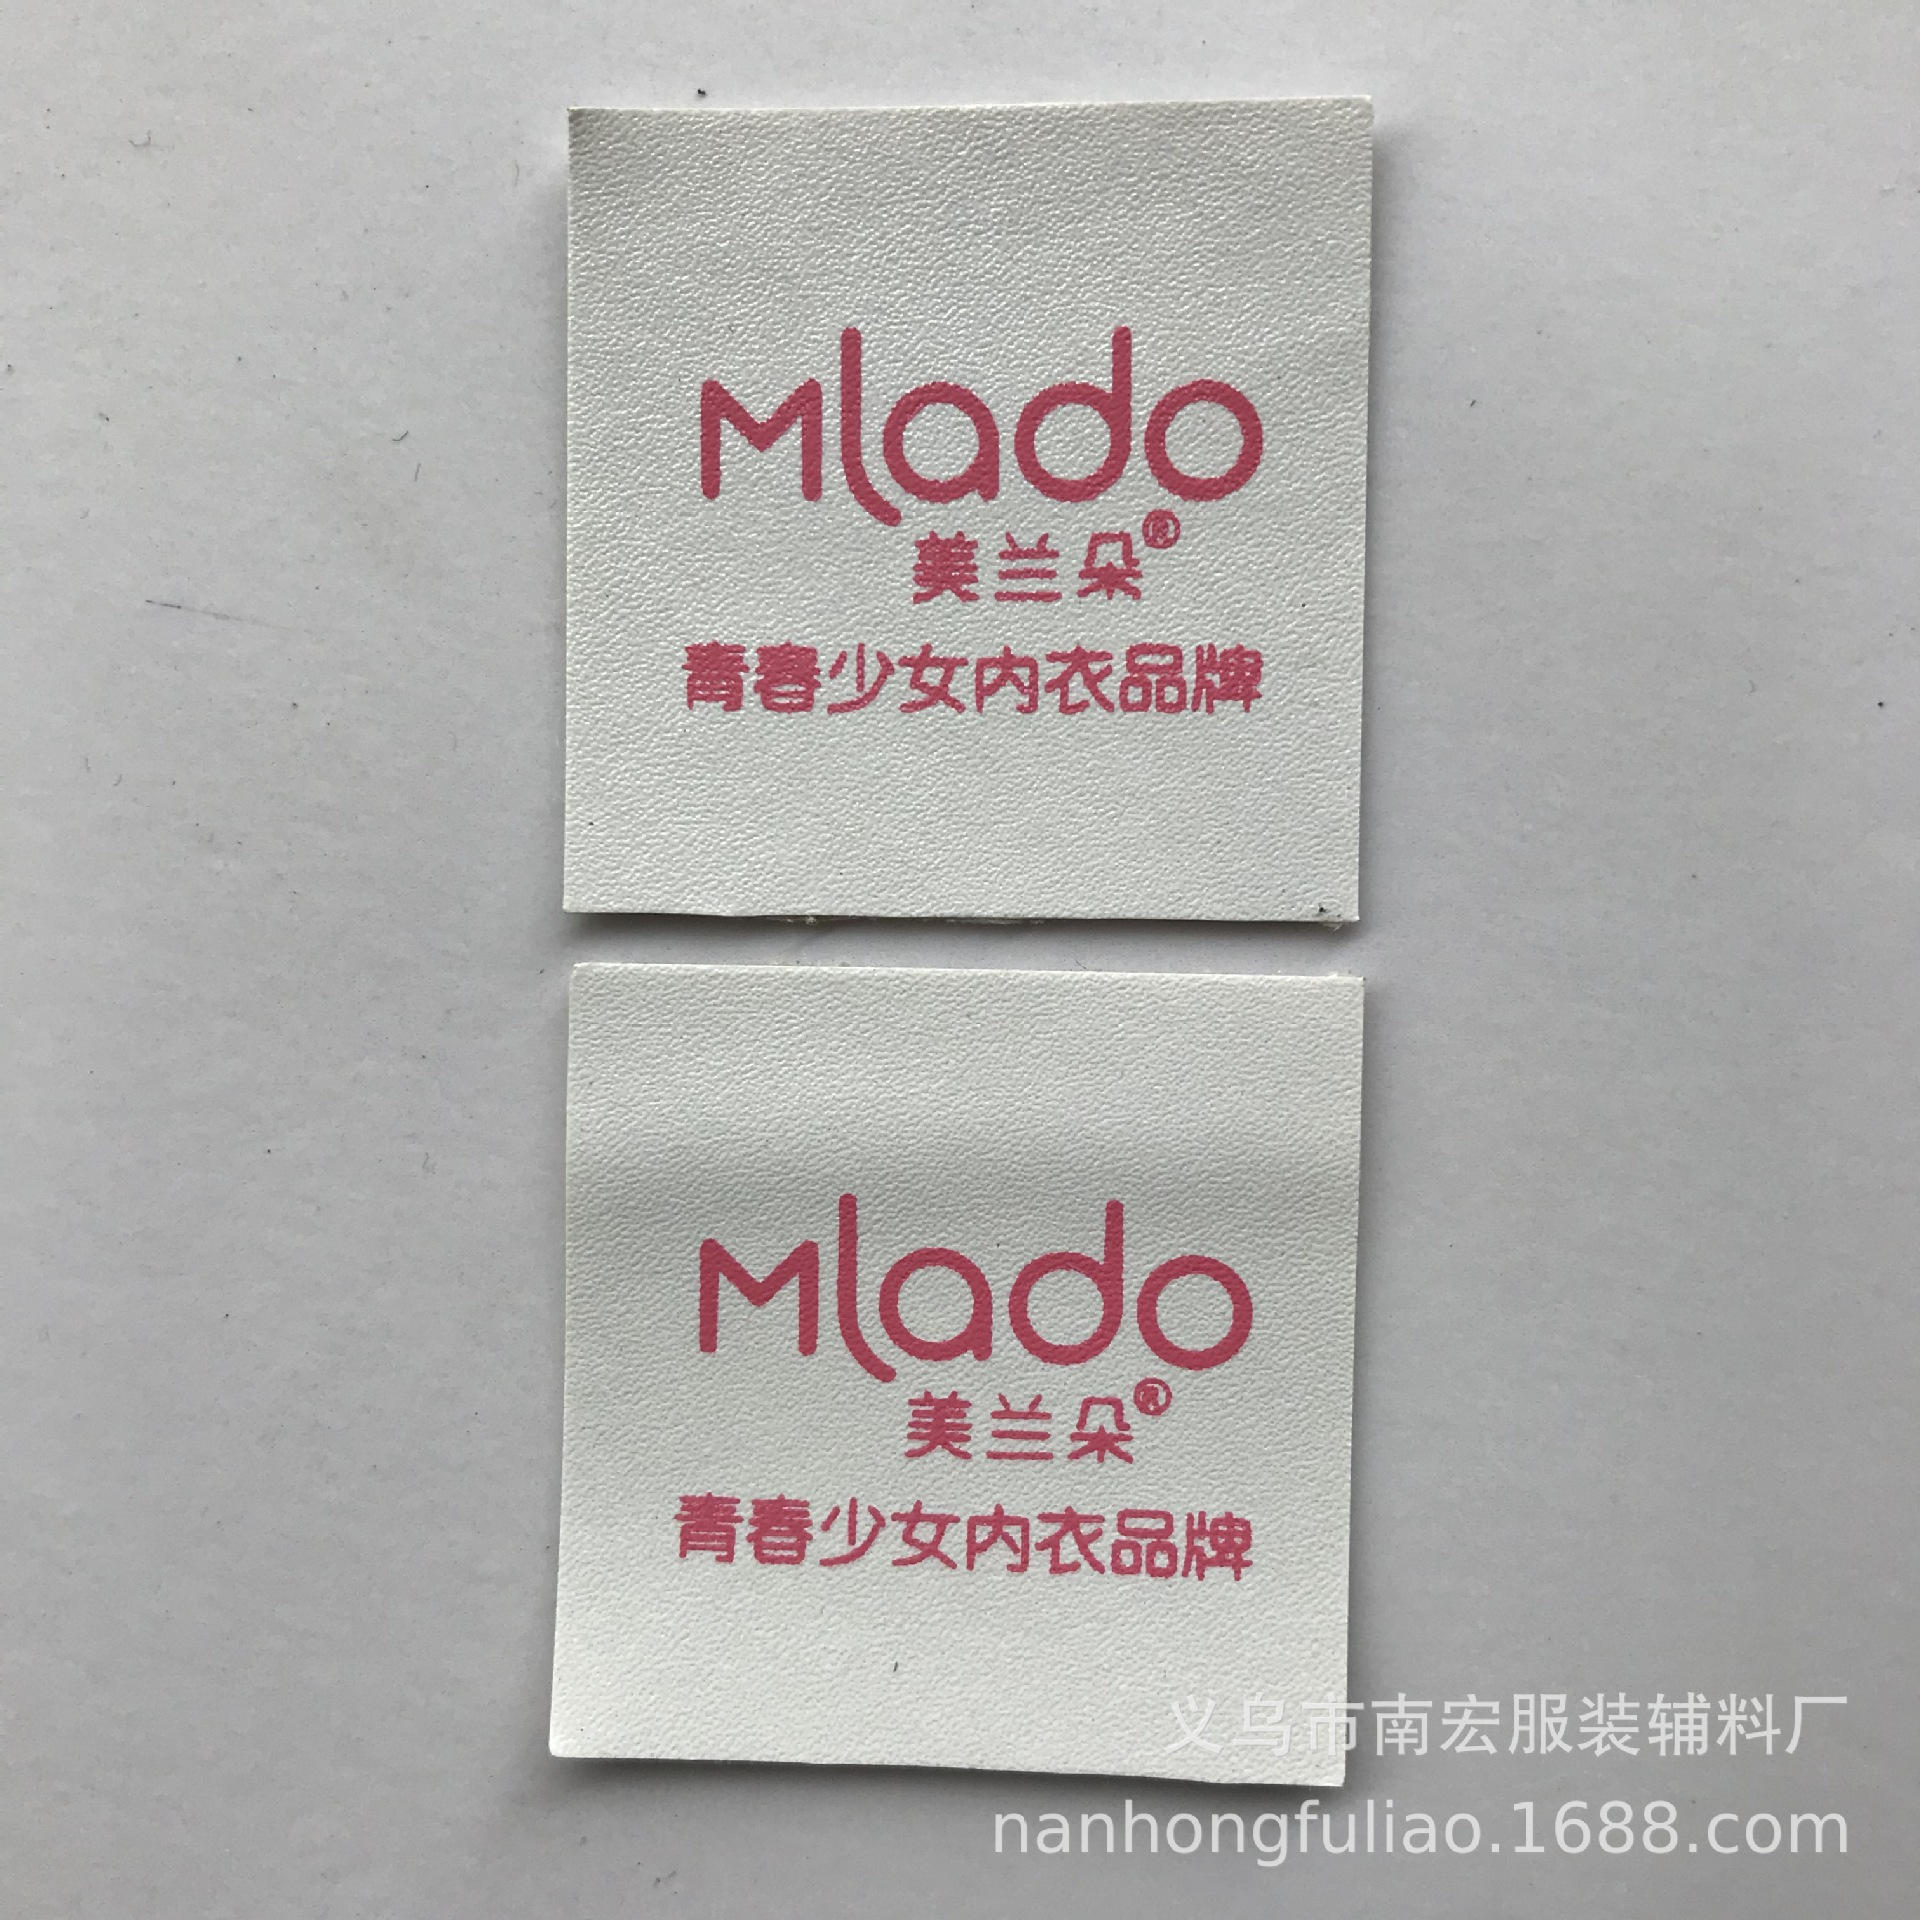 Mlado
美兰朵®
青春少女内衣品牌
Mlado
美兰朵®
青春少女内衣品牌
义乌市南宏服装辅料厂
nanhongfuliao.1688.com